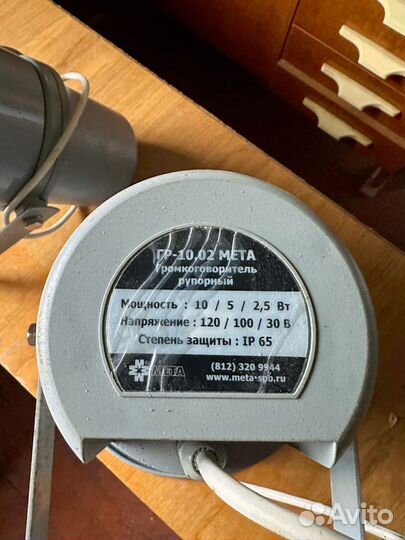 ГР-10.02 МЕТА
Громкоговоритель
рупорный
Мощность : 10 / 5 / 2,5 Вт
Напряжение : 120 / 100 / 30 В
Степень защиты : IP 65
МЕТА
(812) 320 9944
www.meta-spb.ru
Avito